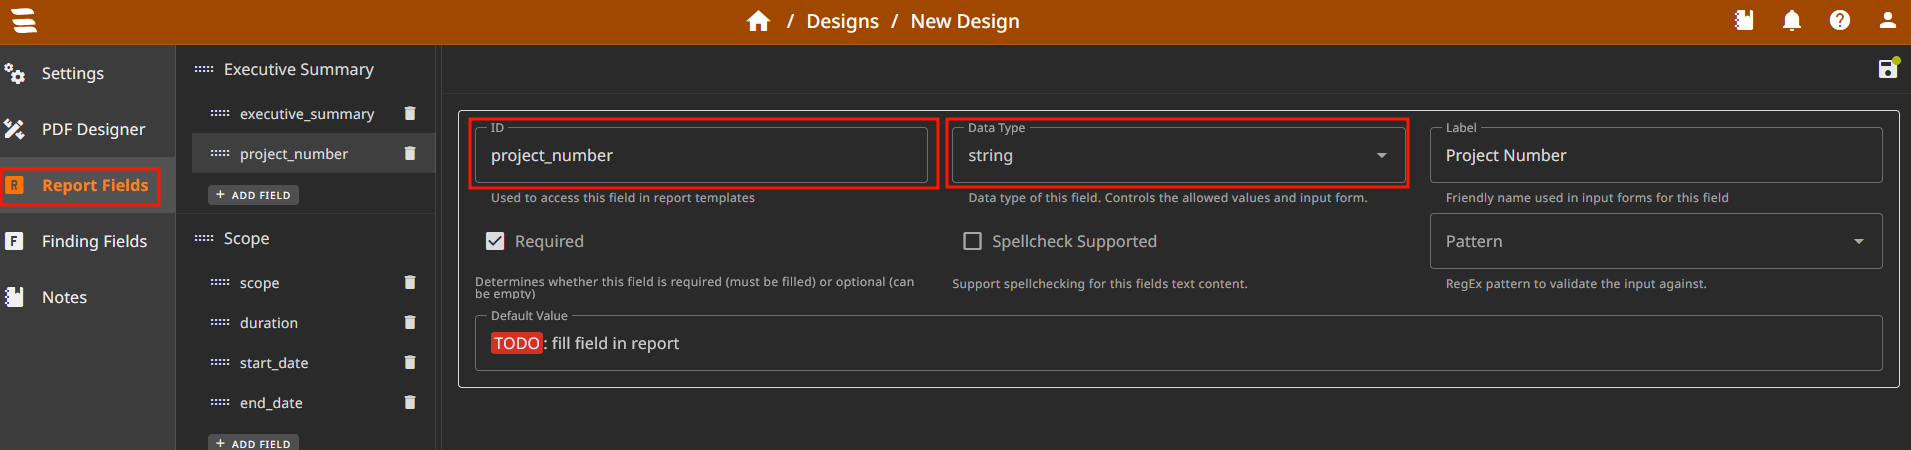 / Designs / New Design
Settings
PDF Designer
R Report Fields
F Finding Fields
Notes
Executive Summary
executive_summary
project_number
+ ADD FIELD
Scope
scope
duration
start_date
end_date
+ ADD FIELD
ID
project_number
Used to access this field in report templates
Data Type
string
Data type of this field. Controls the allowed values and input form.
Label
Project Number
Friendly name used in input forms for this field
Required
Determines whether this field is required (must be filled) or optional (can
be empty)
Spellcheck Supported
Support spellchecking for this fields text content.
Pattern
RegEx pattern to validate the input against.
Default Value
TODO: fill field in report